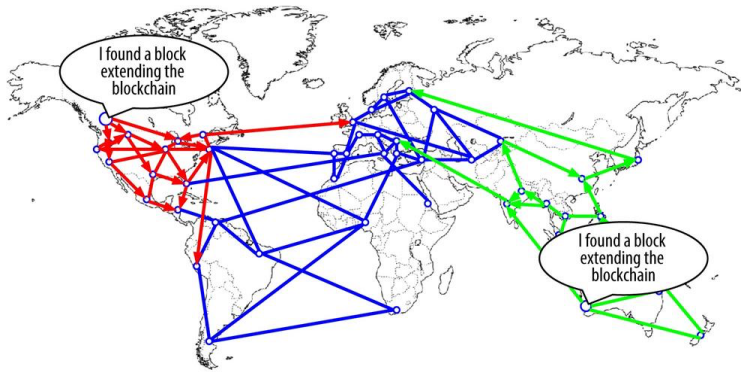 I found a block
extending the
blockchain
I found a block
extending the
blockchain